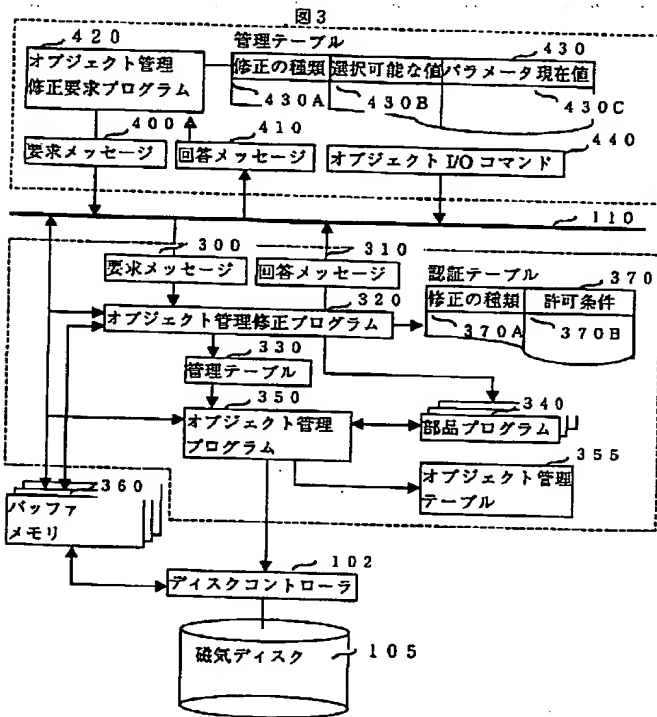 図3
420
オブジェクト管理
修正要求プログラム
管理テーブル
430
修正の種類 選択可能な値 パラメータ現在値
430A 430B 430C
400
要求メッセージ
410
回答メッセージ
440
オブジェクト I/O コマンド
110
300
要求メッセージ
310
回答メッセージ
認証テーブル
370
修正の種類 許可条件
370A 370B
320
オブジェクト管理修正プログラム
330
管理テーブル
350
オブジェクト管理
プログラム
340
部品プログラム
355
オブジェクト管理
テーブル
360
バッファ
メモリ
102
ディスクコントローラ
磁気ディスク
105